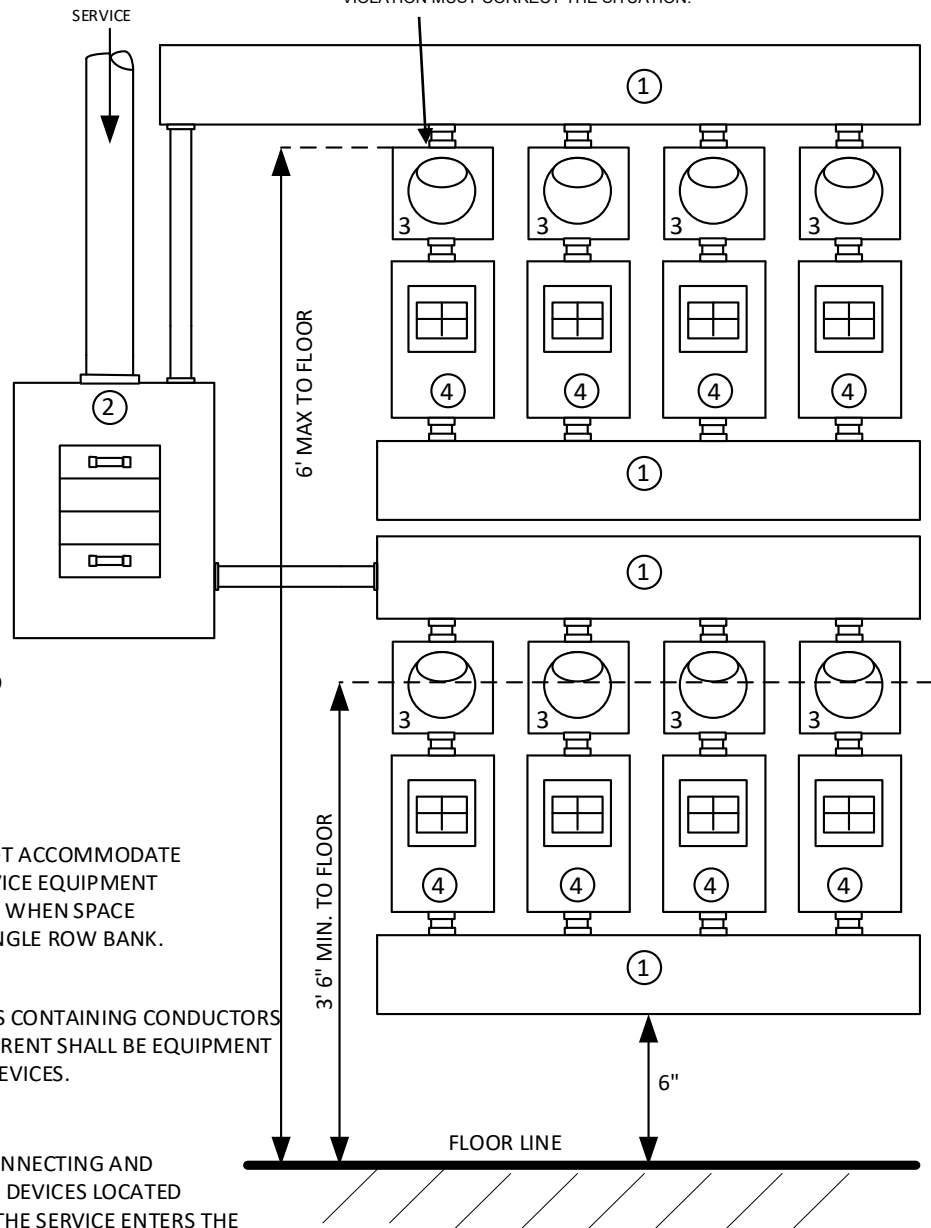 VIOLATION MUST CORRECT THE SITUATION.
SERVICE
1
3 3 3 3
2
4 4 4 4
6' MAX TO FLOOR
1
1
3 3 3 3
OT ACCOMMODATE
VICE EQUIPMENT
WHEN SPACE
NGLE ROW BANK.
4 4 4 4
3' 6" MIN. TO FLOOR
1
S CONTAINING CONDUCTORS
RENT SHALL BE EQUIPMENT
EVICES.
6"
FLOOR LINE
NNECTING AND
DEVICES LOCATED
THE SERVICE ENTERS THE